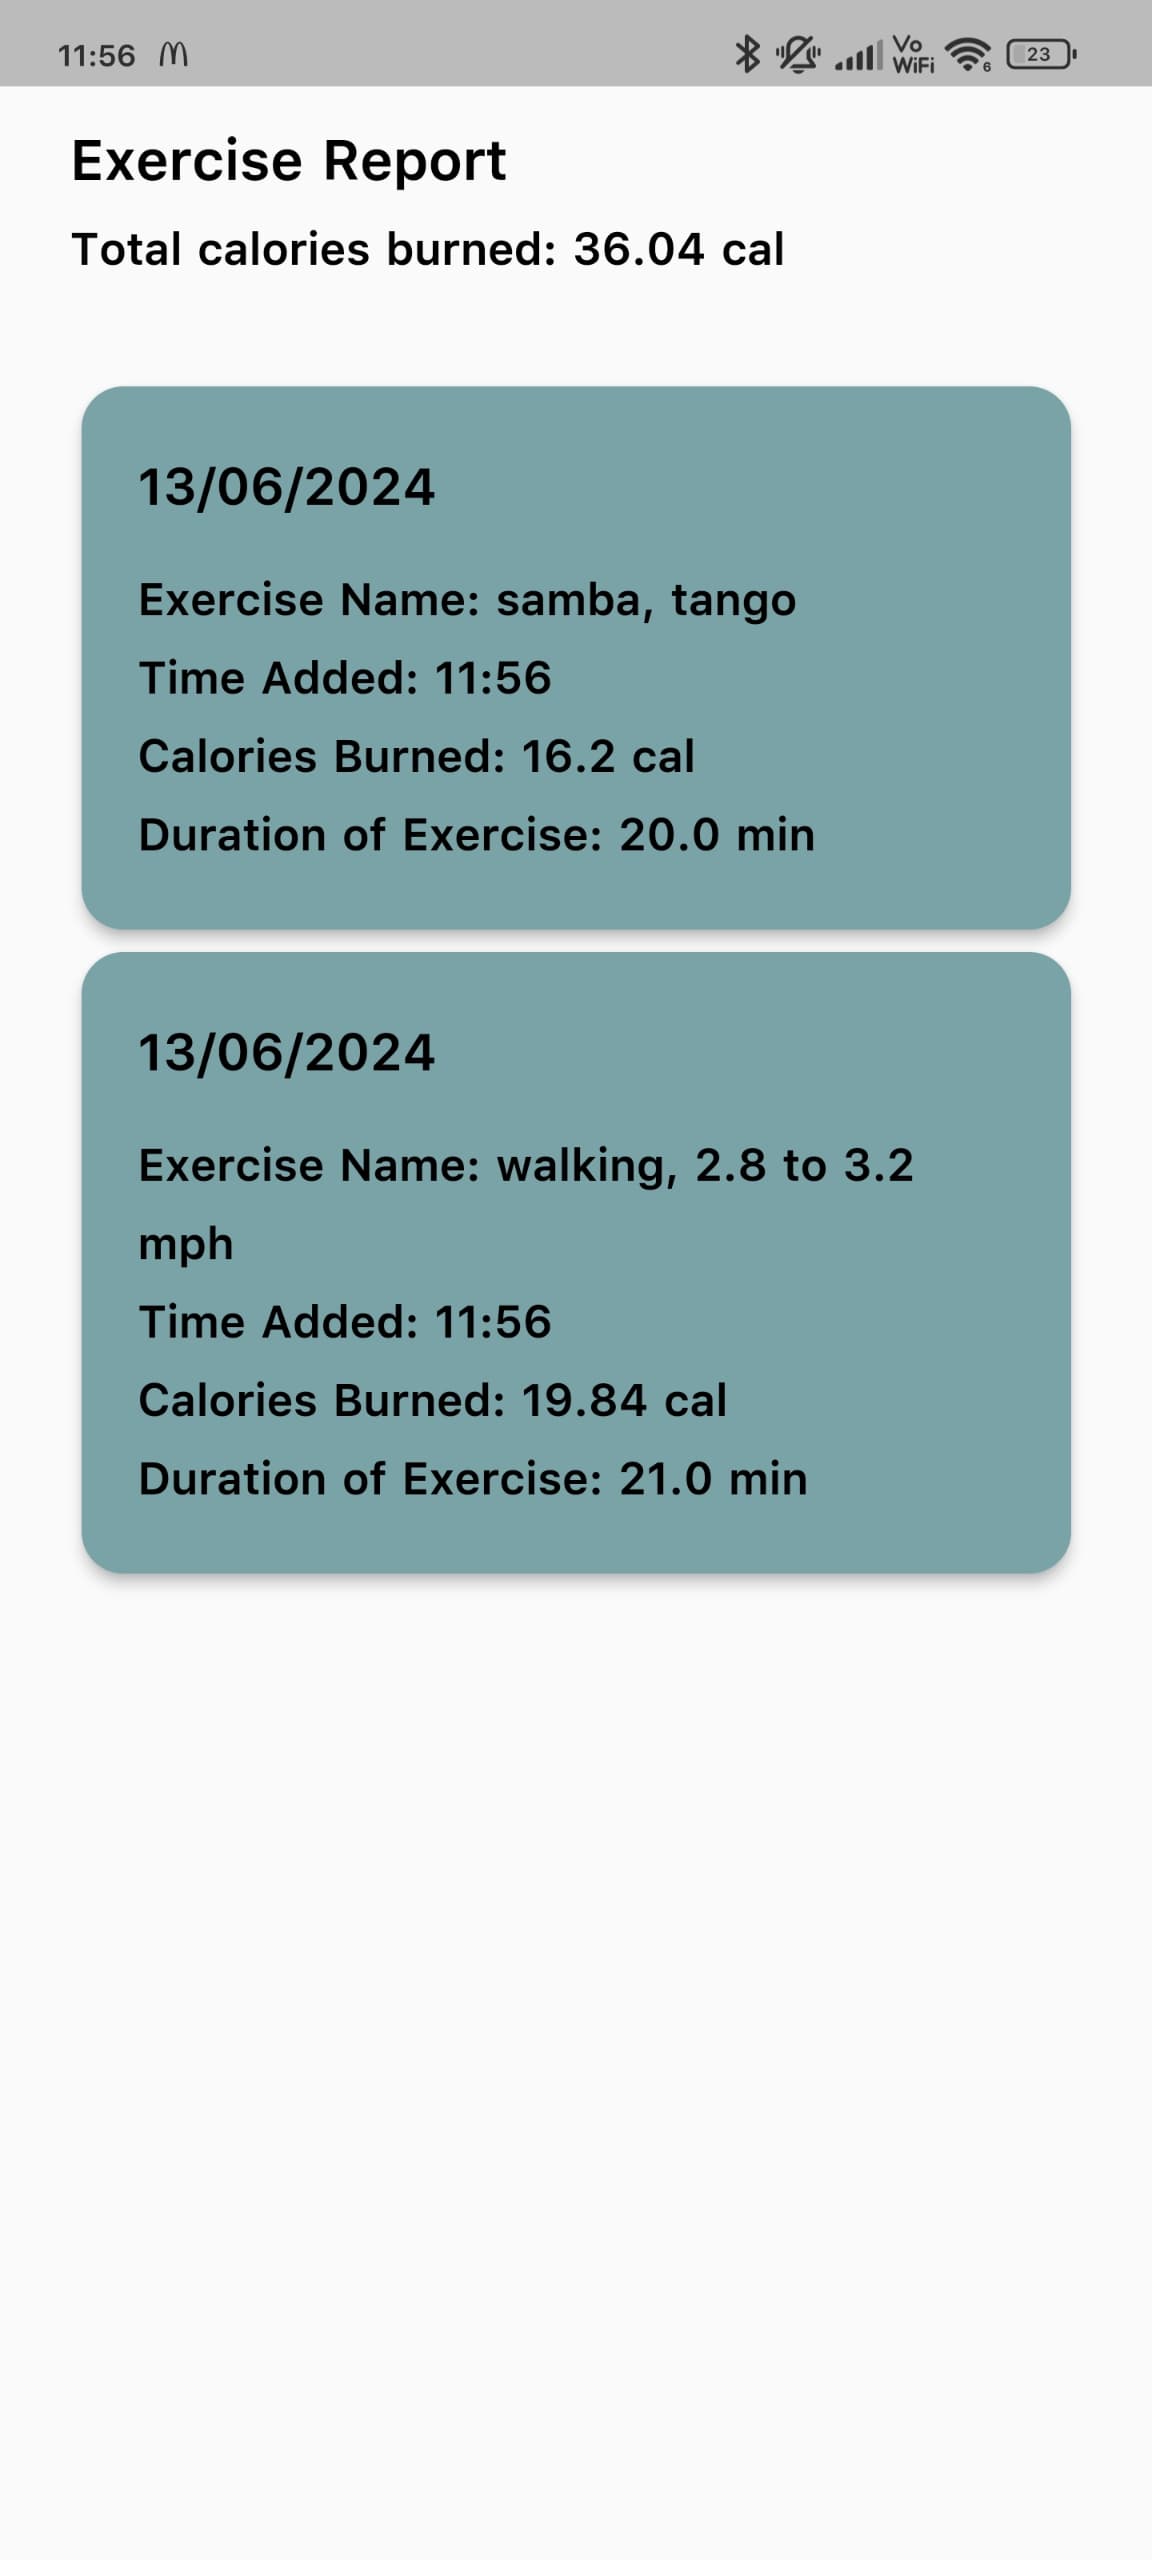 11:56
Vo
WiFi
6
23
Exercise Report
Total calories burned: 36.04 cal
13/06/2024
Exercise Name: samba, tango
Time Added: 11:56
Calories Burned: 16.2 cal
Duration of Exercise: 20.0 min
13/06/2024
Exercise Name: walking, 2.8 to 3.2
mph
Time Added: 11:56
Calories Burned: 19.84 cal
Duration of Exercise: 21.0 min